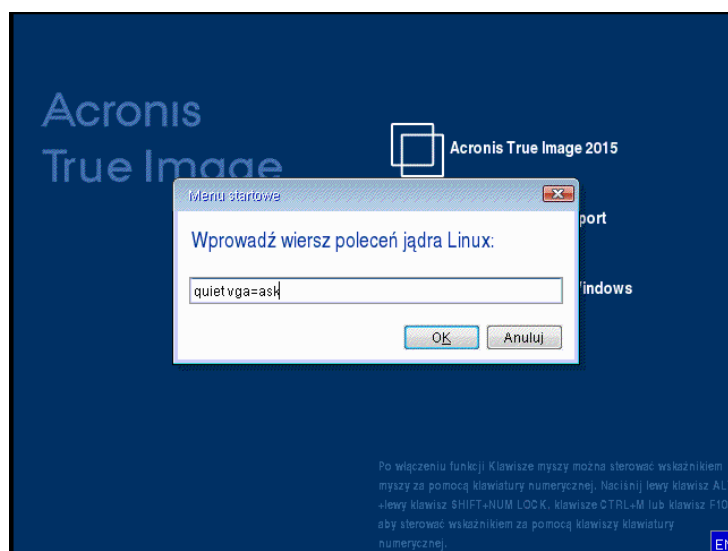 Acronis
True Image
Acronis True Image 2015
Menu startowe
port
Wprowadź wiersz poleceń jądra Linux:
indows
quiet vga=ask
OK
Anuluj
Po włączeniu funkcji Klawisze myszy można sterować wskaźnikiem
myszy za pomocą klawiatury numerycznej. Naciśnij lewy klawisz AL
+lewy klawisz SHIFT+NUM LOCK, klawisze CTRL+M lub klawisz F10
aby sterować wskaźnikiem za pomocą klawiszy klawiatury
numerycznej.
EN